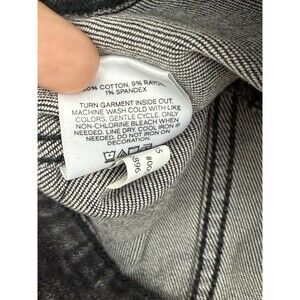 COTTON, 9% RAYON
1% SPANDEX
TURN GARMENT INSIDE OUT.
MACHINE WASH COLD WITH LIKE
COLORS, GENTLE CYCLE. ONLY
NON-CHLORINE BLEACH WHEN IF
NEEDED. LINE DRY, COOL IRON IF
NEEDED. DO NOT IRON ON
DECORATION.